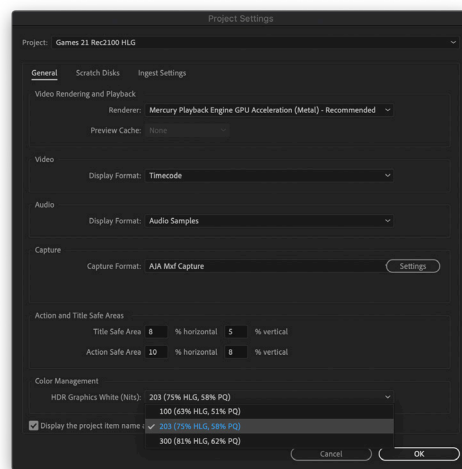 Project Settings
Project: Games 21 Rec2100 HLG
General Scratch Disks Ingest Settings
Video Rendering and Playback
Renderer: Mercury Playback Engine GPU Acceleration (Metal) - Recommended
Preview Cache: None
Video
Display Format: Timecode
Audio
Display Format: Audio Samples
Capture
Capture Format: AJA Mxf Capture Settings
Action and Title Safe Areas
Title Safe Area 8 % horizontal 5 % vertical
Action Safe Area 10 % horizontal 8 % vertical
Color Management
HDR Graphics White (Nits): 203 (75% HLG, 58% PQ)
100 (63% HLG, 51% PQ)
Display the project item name a 203 (75% HLG, 58% PQ)
300 (81% HLG, 62% PQ)
Cancel OK